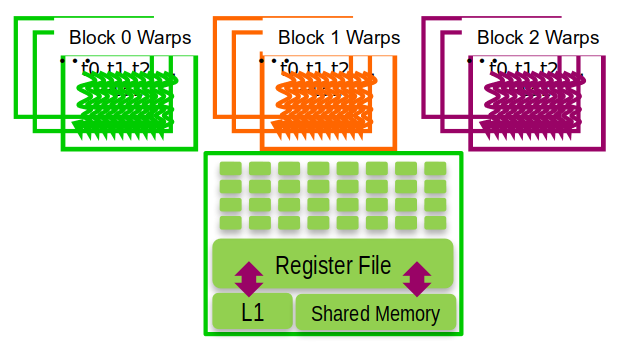 Block 0 Warps
Block 1 Warps
Block 2 Warps
• • •
t0 t1 t2
• • •
t0 t1 t2
• • •
t0 t1 t2
Register File
L1
Shared Memory